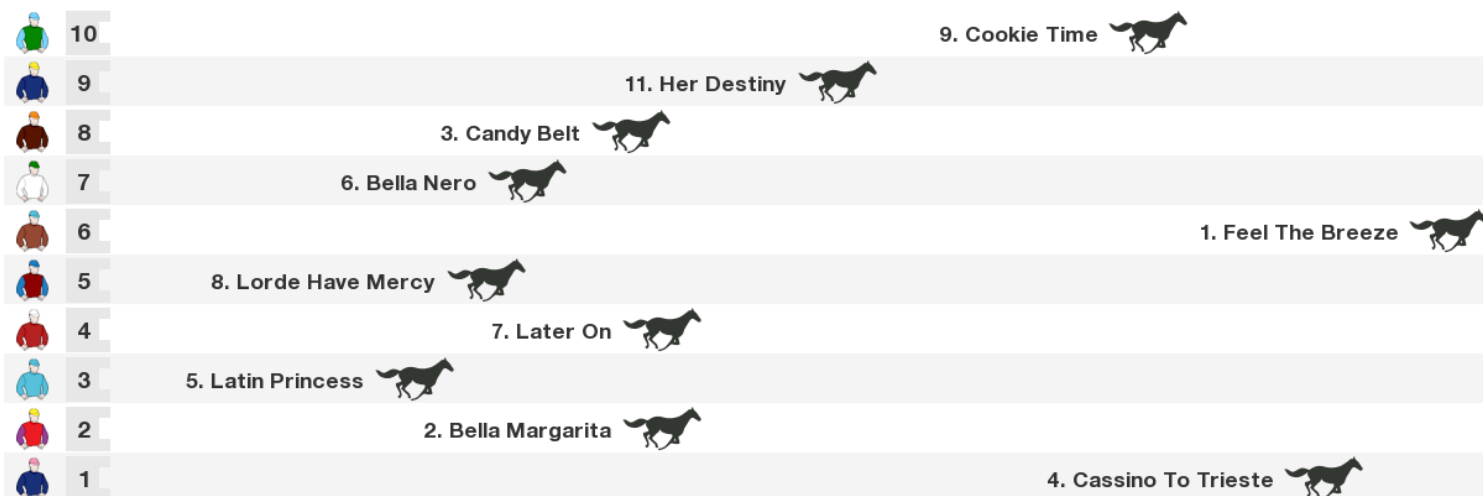 10 9. Cookie Time
9 11. Her Destiny
8 3. Candy Belt
7 6. Bella Nero
6 1. Feel The Breeze
5 8. Lorde Have Mercy
4 7. Later On
3 5. Latin Princess
2 2. Bella Margarita
1 4. Cassino To Trieste